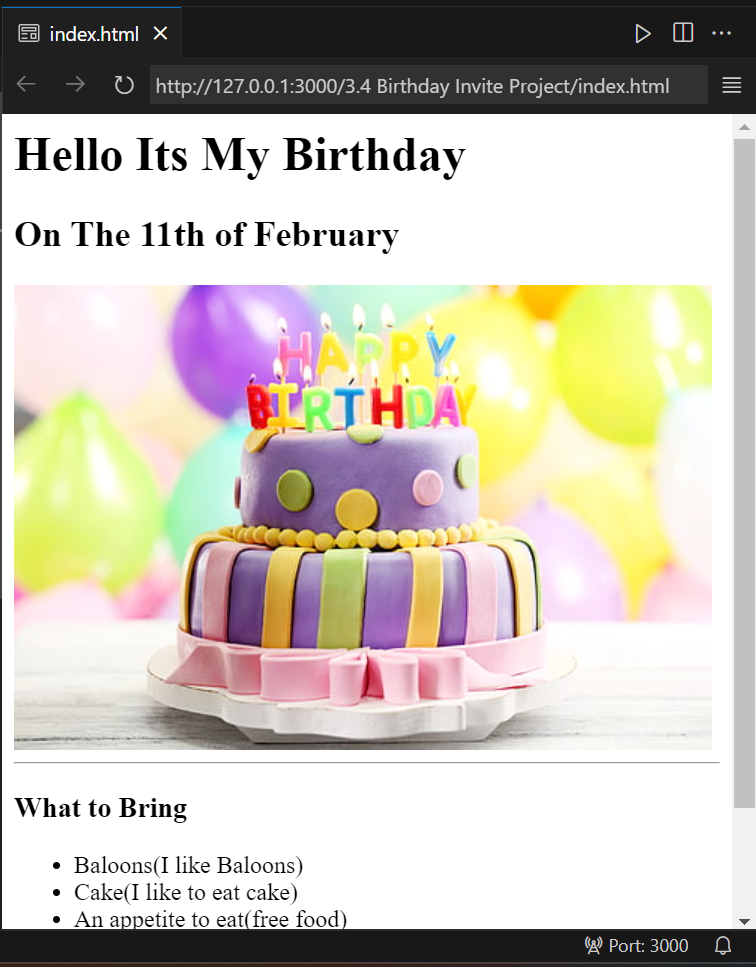 index.html
http://127.0.0.1:3000/3.4 Birthday Invite Project/index.html
Hello Its My Birthday
On The 11th of February
HAPPY
BIRTHDAY
What to Bring
Baloons(I like Baloons)
Cake(I like to eat cake)
An appetite to eat(free food)
Port: 3000